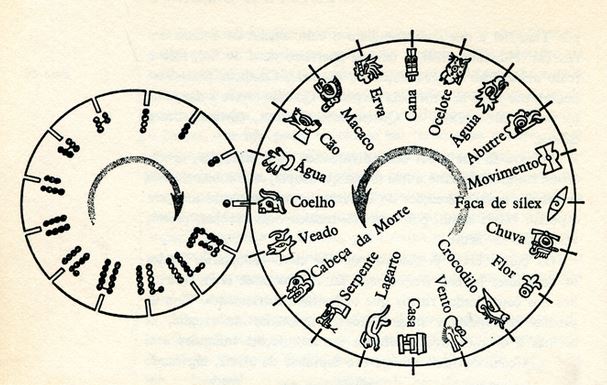 Cana
Ocelote
Águia
Abutre
Movimento
Faca de sílex
Chuva
Flor
Crocodilo
Vento
Casa
Lagarto
Serpente
Cabeça da Morte
Veado
Coelho
Água
Cão
Macaco
Erva